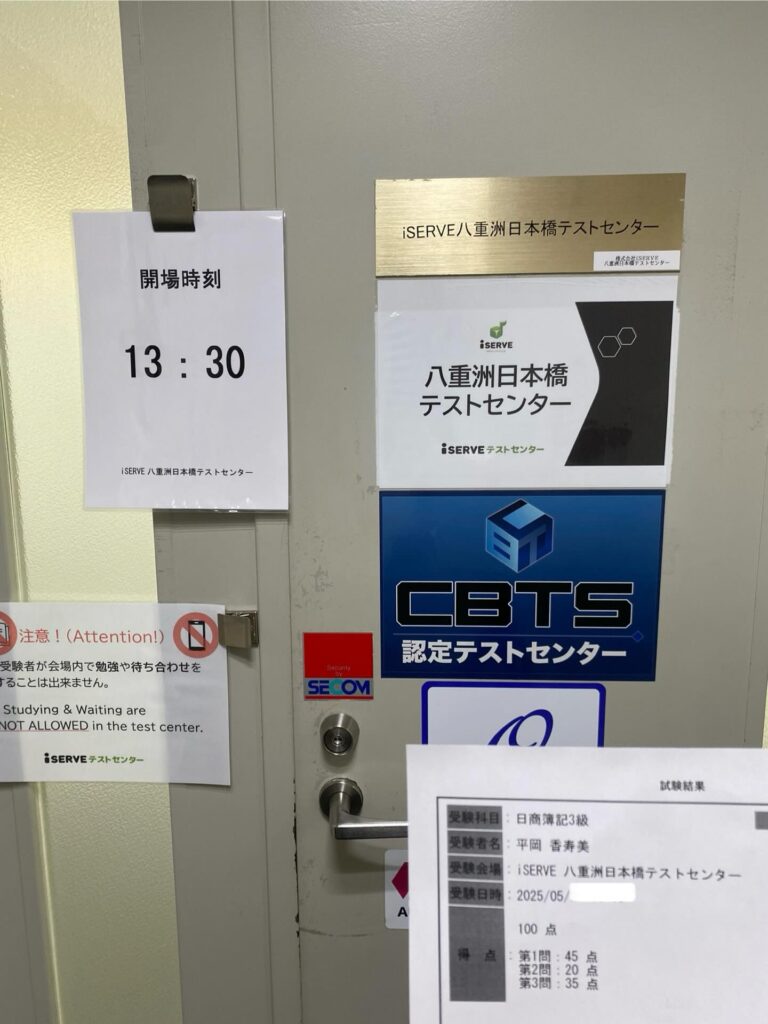 開場時刻
13：30
iSERVE 八重洲日本橋テストセンター
iSERVE八重洲日本橋テストセンター
株式会社iSERVE
八重洲日本橋テストセンター
iSERVE
八重洲日本橋
テストセンター
iSERVE テストセンター
CBT
CBTS
認定テストセンター
注意！(Attention!)
受験者が会場内で勉強や待ち合わせを
することは出来ません。
Studying & Waiting are
NOT ALLOWED in the test center.
iSERVE テストセンター
Security
by
SECOM
試験結果
受験科目：日商簿記3級
受験者名：平岡 香寿美
受験会場：iSERVE 八重洲日本橋テストセンター
受験日時：2025/05/
100 点
得 点：第1問：45 点
第2問：20 点
第3問：35 点